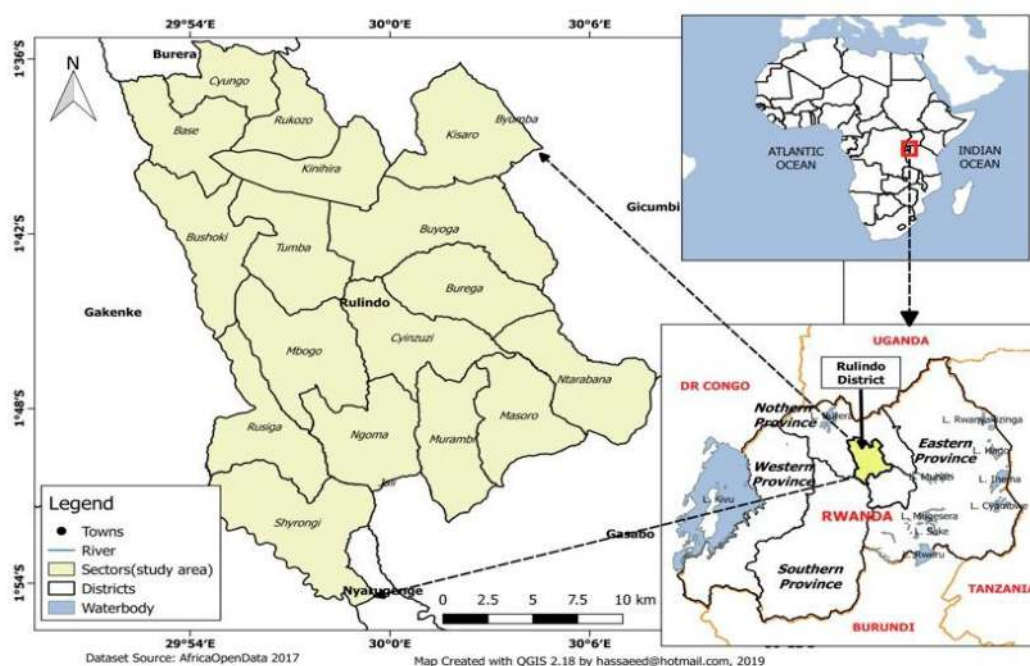 29°54′E
30°0′E
30°6′E
1°36′S
1°42′S
1°48′S
1°54′S
N
Burera
Cyungo
Base
Rukozo
Kinihira
Kisaro
Byumba
Gicumbi
Bushoki
Tumba
Buyoga
Gakenke
Rulindo
Burega
Mbogo
Cyinzuzi
Ntarabana
Rusiga
Ngoma
Murambi
Masoro
Jali
Shyrongi
Gasabo
Nyarugenge
Legend
Towns
River
Sectors(study area)
Districts
Waterbody
0 2.5 5 7.5 10 km
29°54′E
30°0′E
30°6′E
ATLANTIC
OCEAN
INDIAN
OCEAN
UGANDA
Rulindo
District
DR CONGO
Nothern
Province
Eastern
Province
L. Ihema
Western
Province
L. Kivu
RWANDA
L. Mugesera
L. Sake
L. Rweru
Southern
Province
TANZANIA
BURUNDI
Dataset Source: AfricaOpenData 2017
Map Created with QGIS 2.18 by hassaeed@hotmail.com, 2019